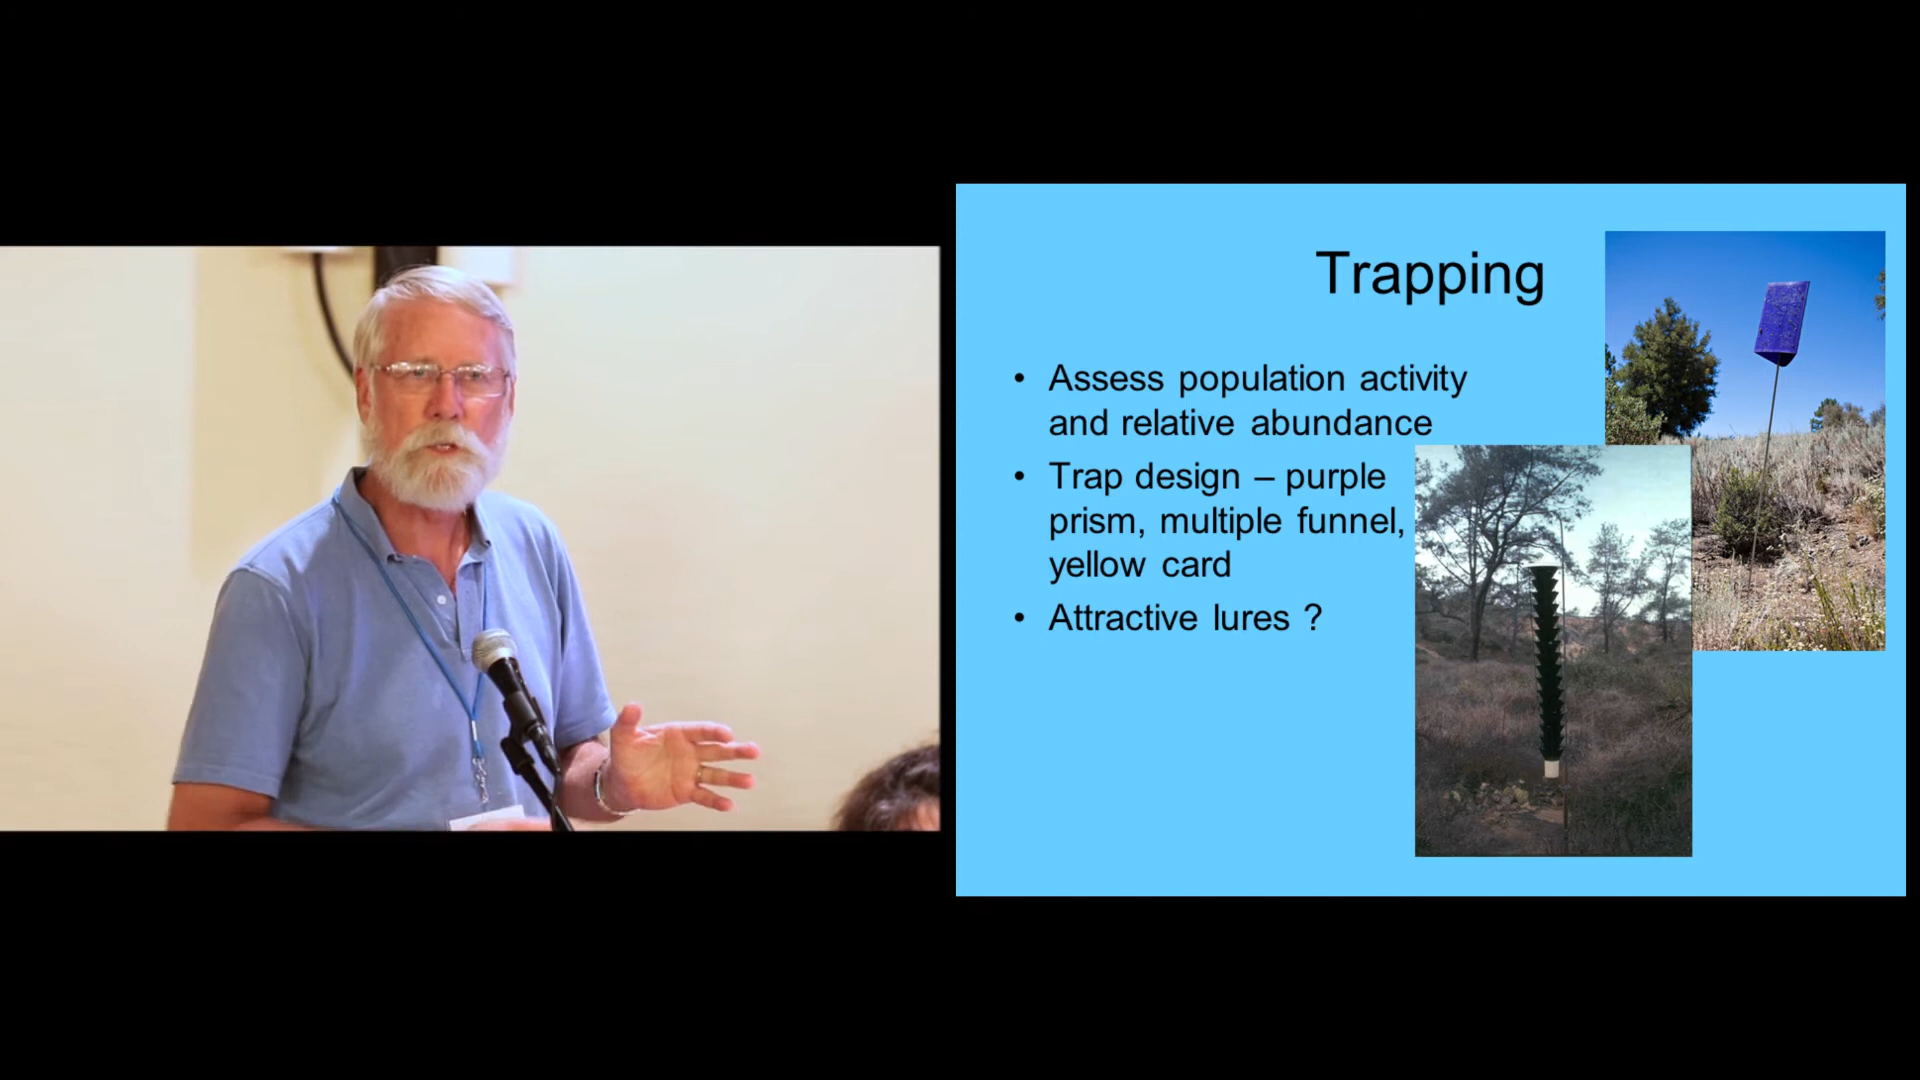 Trapping
• Assess population activity
and relative abundance
• Trap design – purple
prism, multiple funnel,
yellow card
• Attractive lures ?